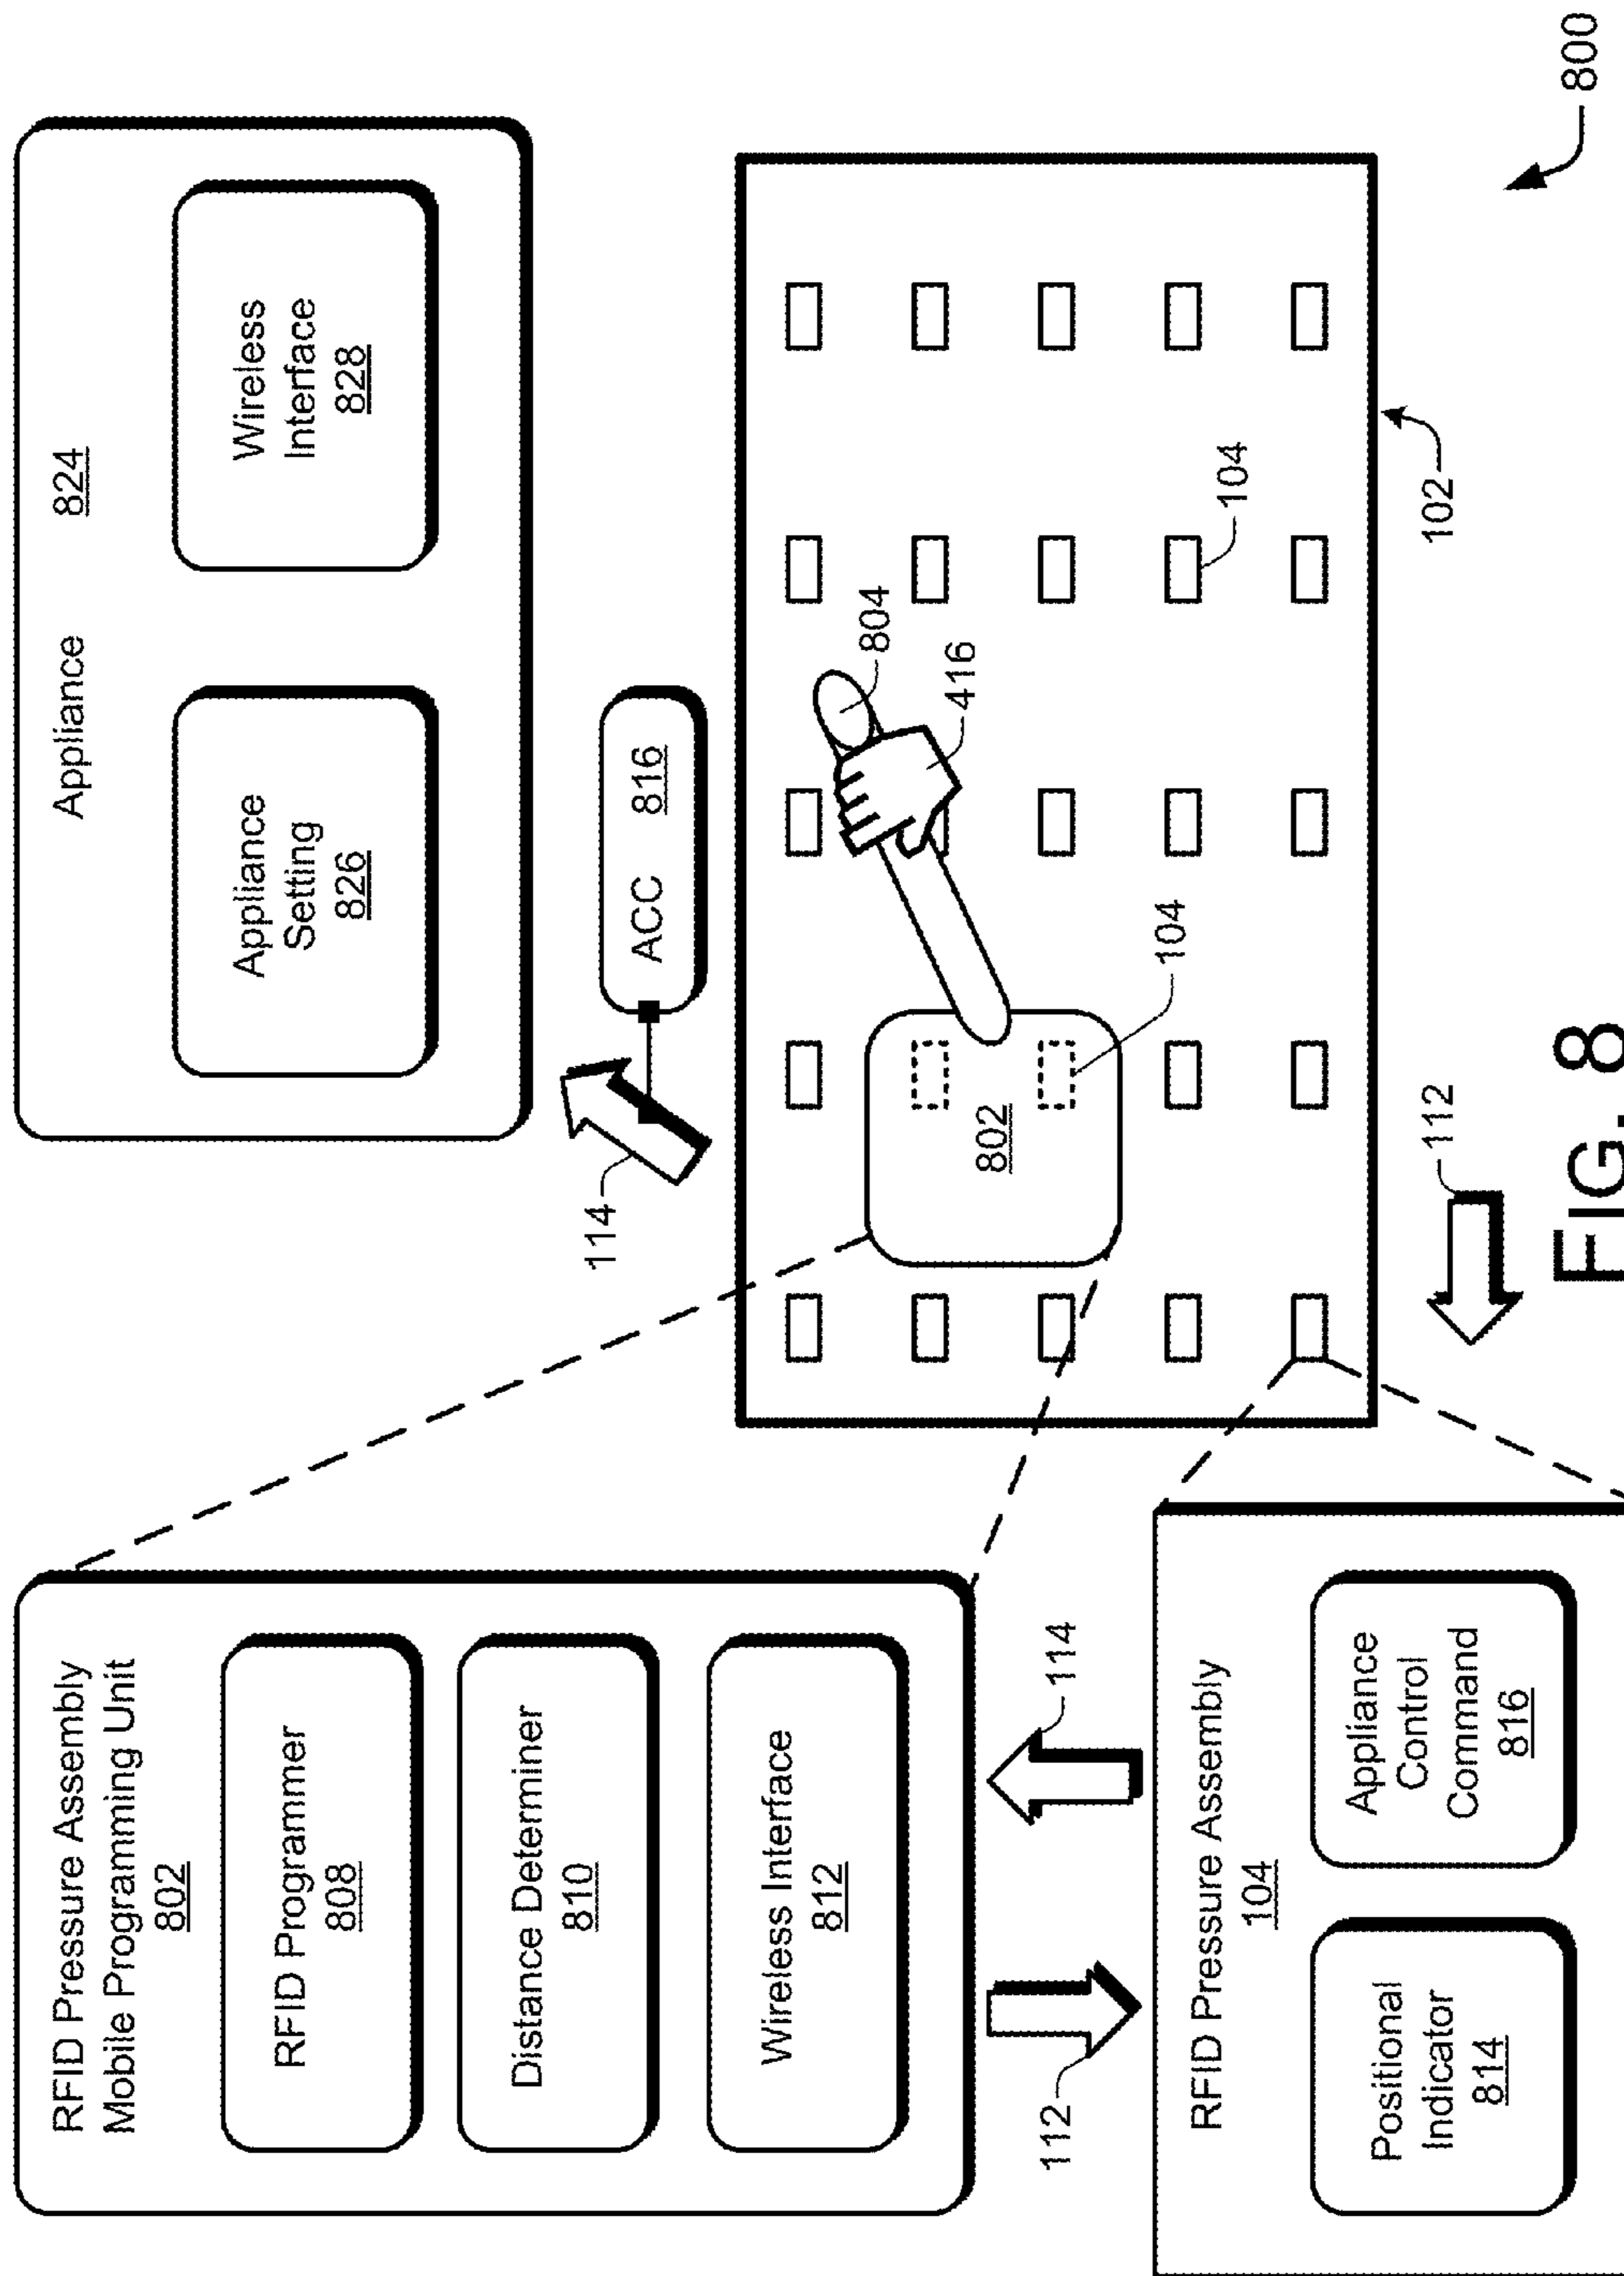 RFID Pressure Assembly
Mobile Programming Unit
802
RFID Programmer
808
Distance Determiner
810
Wireless Interface
812
112
114
RFID Pressure Assembly
104
Positional
Indicator
814
Appliance
Control
Command
816
Appliance 824
Appliance
Setting
826
Wireless
Interface
828
114
ACC 816
804
416
802
104
104
102
112
800
FIG. 8